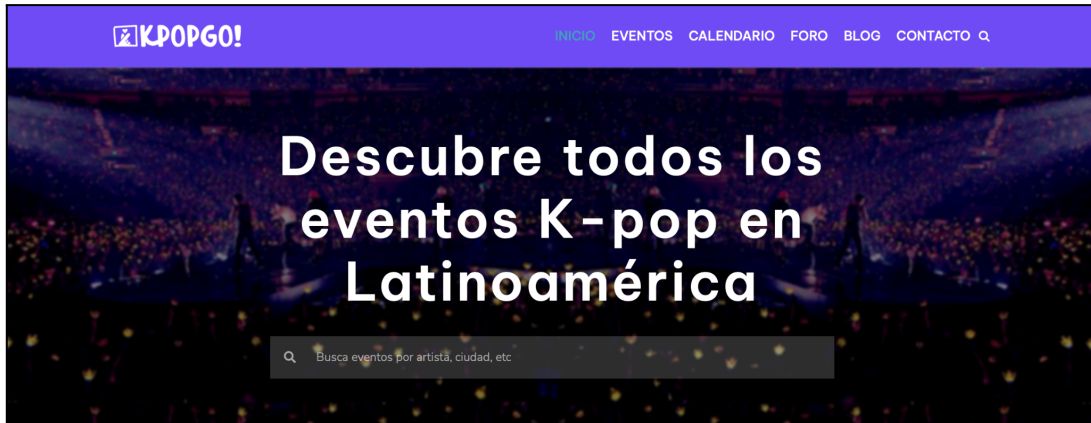 KPOPGO!
INICIO EVENTOS CALENDARIO FORO BLOG CONTACTO
Descubre todos los
eventos K-pop en
Latinoamérica
Busca eventos por artista, ciudad, etc